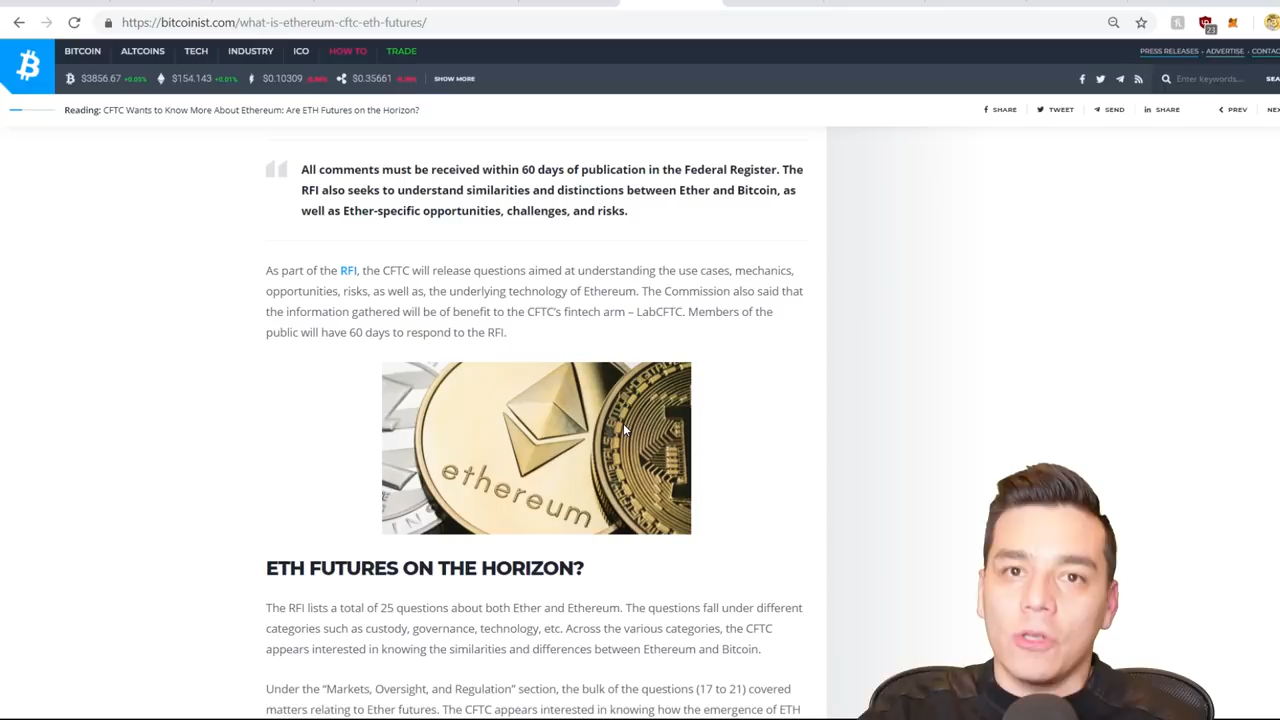 https://bitcoinist.com/what-is-ethereum-cftc-eth-futures/
23
BITCOIN ALTCOINS TECH INDUSTRY ICO HOW TO TRADE
PRESS RELEASES - ADVERTISE - CONTAC
$3856.67 +0.05% $154.143 +0.01% $0.10309 $0.35661 SHOW MORE
Enter keywords... SEA
Reading: CFTC Wants to Know More About Ethereum: Are ETH Futures on the Horizon?
SHARE TWEET SEND SHARE PREV NEX
All comments must be received within 60 days of publication in the Federal Register. The
RFI also seeks to understand similarities and distinctions between Ether and Bitcoin, as
well as Ether-specific opportunities, challenges, and risks.
As part of the RFI, the CFTC will release questions aimed at understanding the use cases, mechanics,
opportunities, risks, as well as, the underlying technology of Ethereum. The Commission also said that
the information gathered will be of benefit to the CFTC's fintech arm – LabCFTC. Members of the
public will have 60 days to respond to the RFI.
ethereum
ETH FUTURES ON THE HORIZON?
The RFI lists a total of 25 questions about both Ether and Ethereum. The questions fall under different
categories such as custody, governance, technology, etc. Across the various categories, the CFTC
appears interested in knowing the similarities and differences between Ethereum and Bitcoin.
Under the “Markets, Oversight, and Regulation” section, the bulk of the questions (17 to 21) covered
matters relating to Ether futures. The CFTC appears interested in knowing how the emergence of ETH